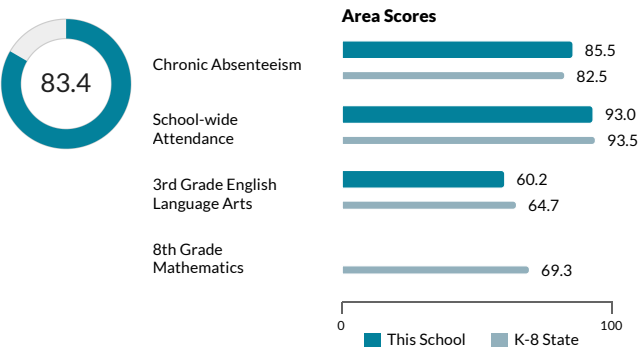 Area Scores
83.4
Chronic Absenteeism
85.5
82.5
School-wide
Attendance
93.0
93.5
3rd Grade English
Language Arts
60.2
64.7
8th Grade
Mathematics
69.3
0
100
This School
K-8 State